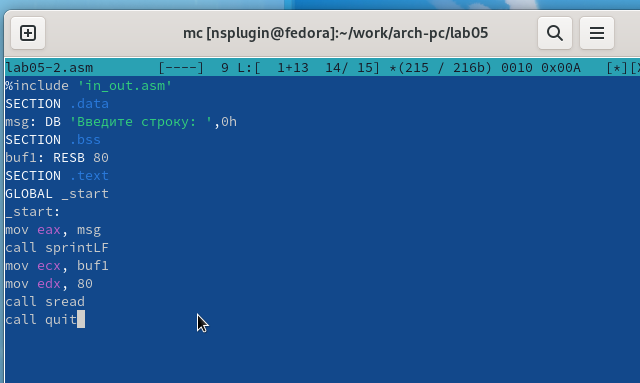 mc [nsplugin@fedora]:~/work/arch-pc/lab05
lab05-2.asm [----] 9 L:[ 1+13 14/ 15] *(215 / 216b) 0010 0x00A [*][X
%include 'in_out.asm'
SECTION .data
msg: DB 'Введите строку: ',0h
SECTION .bss
buf1: RESB 80
SECTION .text
GLOBAL _start
_start:
mov eax, msg
call sprintLF
mov ecx, buf1
mov edx, 80
call sread
call quit